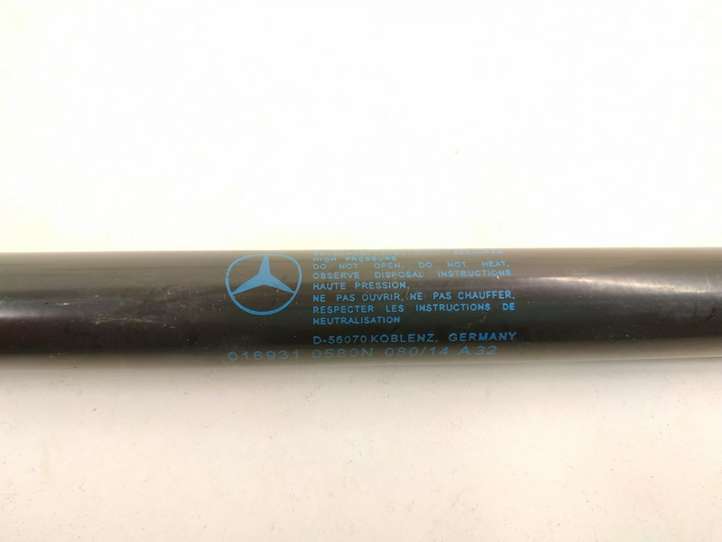 HIGH PRESSURE
DO NOT OPEN, DO NOT HEAT.
OBSERVE DISPOSAL INSTRUCTIONS
HAUTE PRESSION,
NE PAS OUVRIR, NE PAS CHAUFFER,
RESPECTER LES INSTRUCTIONS DE
NEUTRALISATION
D-56070 KOBLENZ, GERMANY
016931 0580N 080/14 A 32